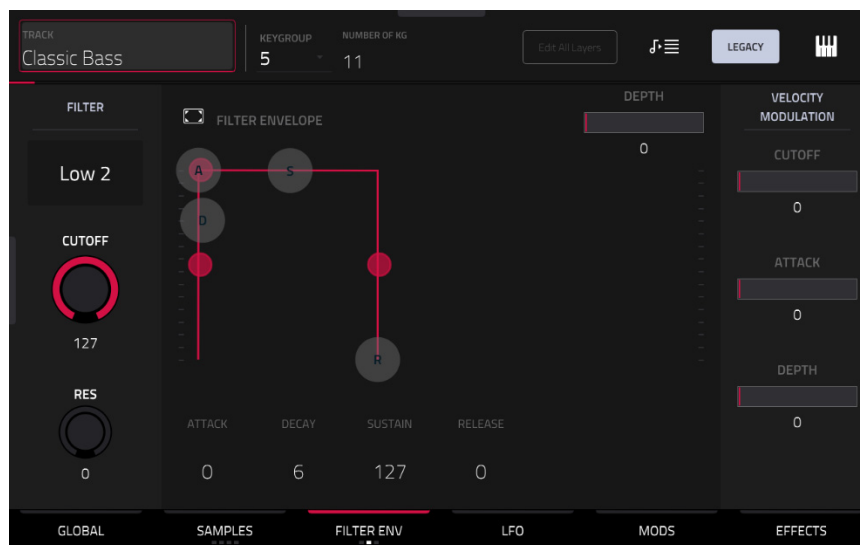 TRACK
Classic Bass
KEYGROUP
5
NUMBER OF KG
11
Edit All Layers
LEGACY
FILTER
Low 2
CUTOFF
127
RES
0
FILTER ENVELOPE
DEPTH
0
A
S
D
R
ATTACK
DECAY
SUSTAIN
RELEASE
0
6
127
0
VELOCITY
MODULATION
CUTOFF
0
ATTACK
0
DEPTH
0
GLOBAL
SAMPLES
FILTER ENV
LFO
MODS
EFFECTS